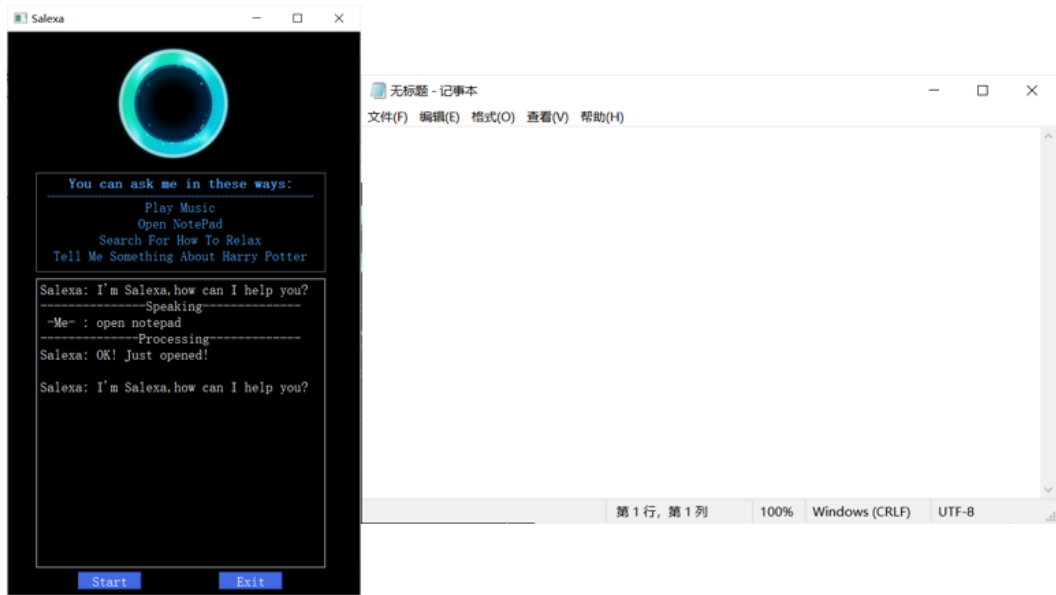 Salexa
You can ask me in these ways:
Play Music
Open NotePad
Search For How To Relax
Tell Me Something About Harry Potter
Salexa: I'm Salexa,how can I help you?
---------------Speaking--------------
-Me- : open notepad
--------------Processing-------------
Salexa: OK! Just opened!
Salexa: I'm Salexa,how can I help you?
Start Exit
无标题 - 记事本
文件(F) 编辑(E) 格式(O) 查看(V) 帮助(H)
第 1 行，第 1 列 100% Windows (CRLF) UTF-8